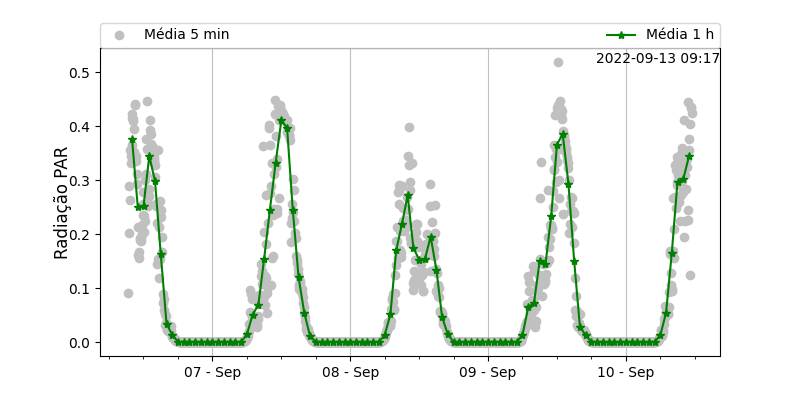 Média 5 min
Média 1 h
2022-09-13 09:17
Radiação PAR
0.5
0.4
0.3
0.2
0.1
0.0
07 - Sep
08 - Sep
09 - Sep
10 - Sep